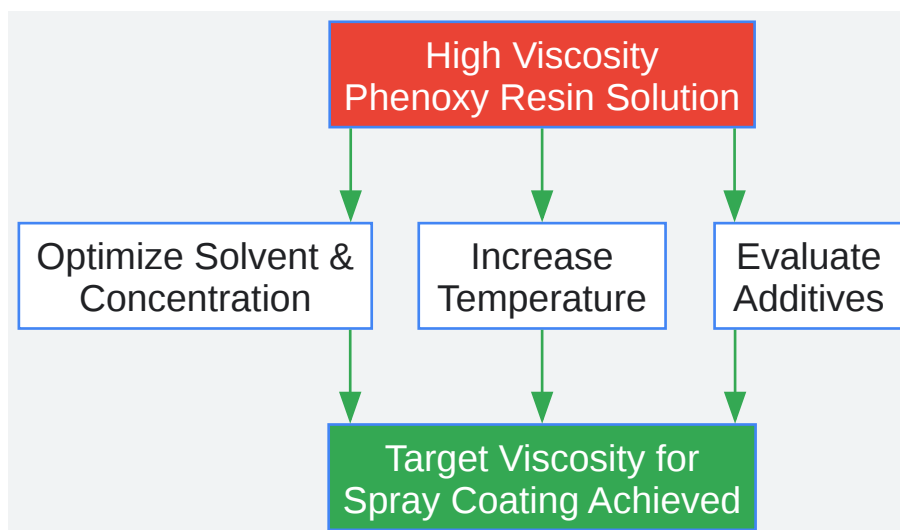 High Viscosity
Phenoxy Resin Solution
Optimize Solvent &
Concentration
Increase
Temperature
Evaluate
Additives
Target Viscosity for
Spray Coating Achieved